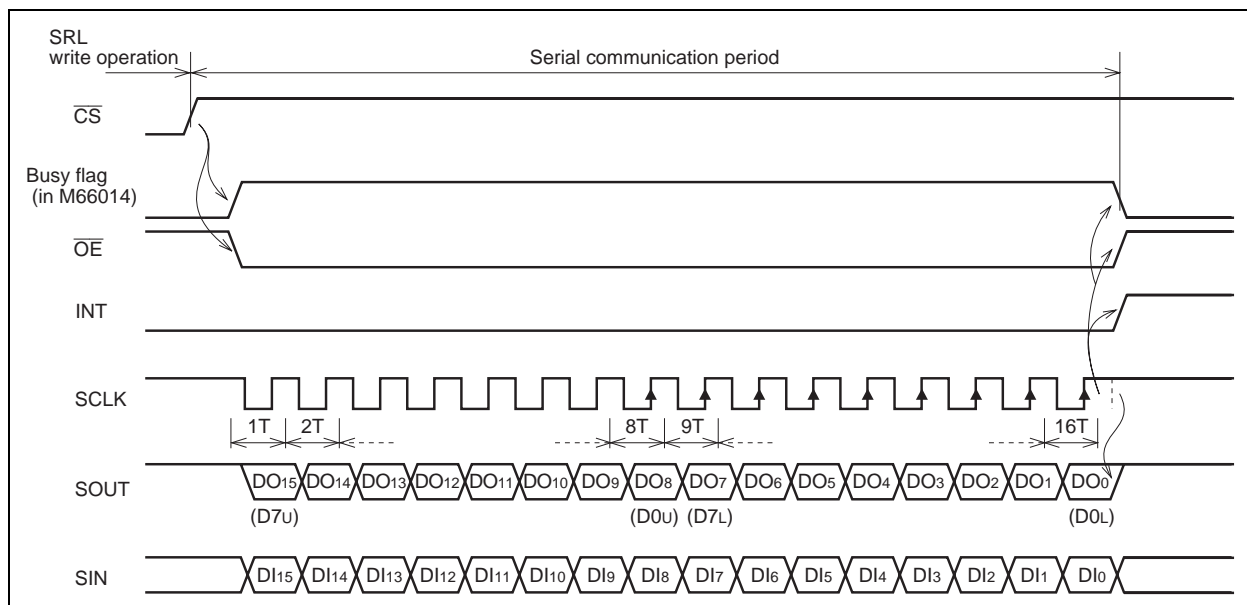 SRL
write operation
Serial communication period
CS
Busy flag
(in M66014)
OE
INT
SCLK
1T 2T 8T 9T 16T
SOUT DO15 DO14 DO13 DO12 DO11 DO10 DO9 DO8 DO7 DO6 DO5 DO4 DO3 DO2 DO1 DO0
(D7U) (D0U) (D7L) (D0L)
SIN DI15 DI14 DI13 DI12 DI11 DI10 DI9 DI8 DI7 DI6 DI5 DI4 DI3 DI2 DI1 DI0